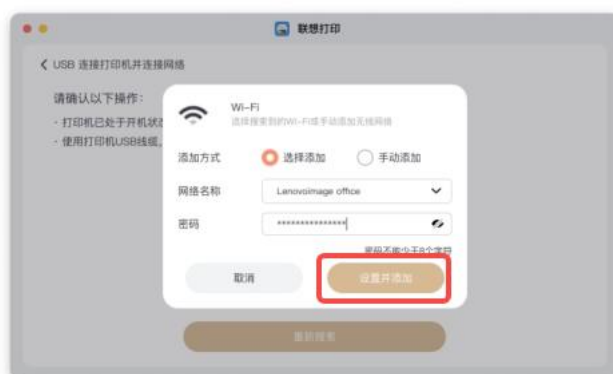 联想打印
USB 连接打印机并连接网络
请确认以下操作：
· 打印机已处于开机状态
· 使用打印机USB线缆，
Wi-Fi
选择搜索到的Wi-Fi或手动添加无线网络
添加方式 选择添加 手动添加
网络名称 Lenovoimage office
密码 ***************
密码不能少于8个字符
取消 设置并添加
重新搜索